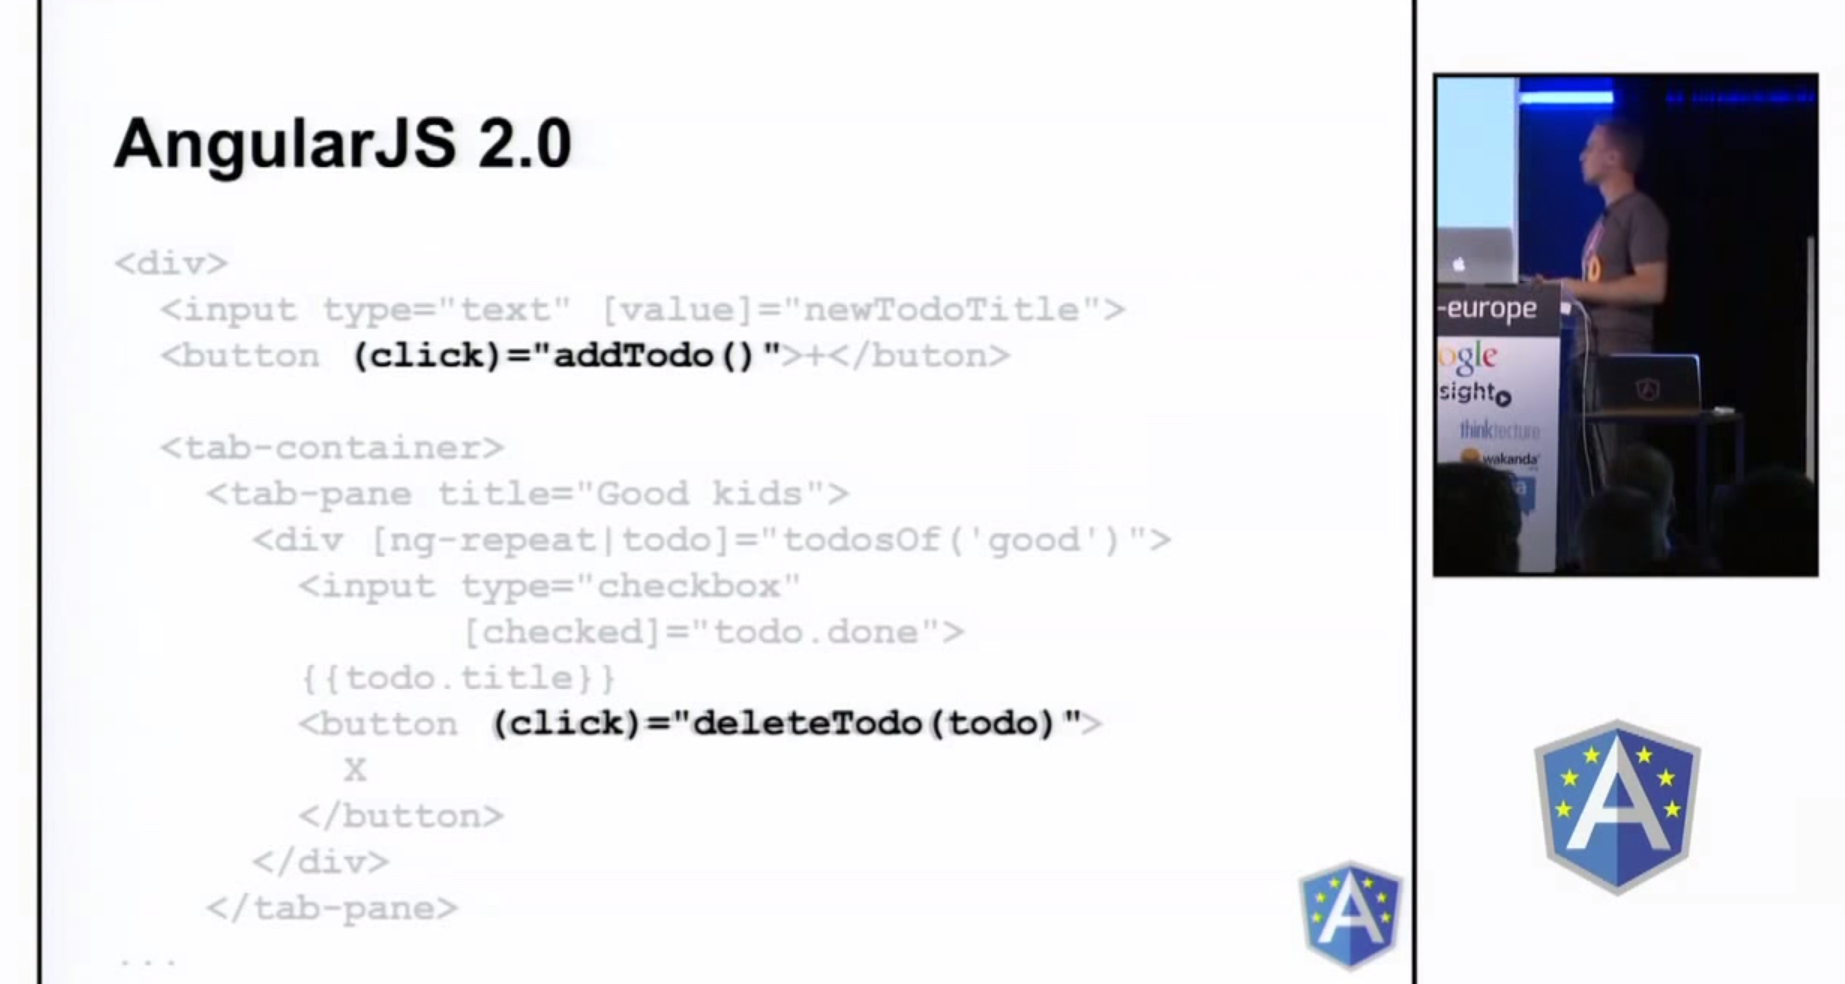 AngularJS 2.0
<div>
  <input type="text" [value]="newTodoTitle">
  <button (click)="addTodo()">+</buton>
  <tab-container>
    <tab-pane title="Good kids">
      <div [ng-repeat|todo]="todosOf('good')">
        <input type="checkbox"
               [checked]="todo.done">
        {{todo.title}}
        <button (click)="deleteTodo(todo)">
          X
        </button>
      </div>
    </tab-pane>
...
-europe
ogle
sight
thinktecture
wakanda